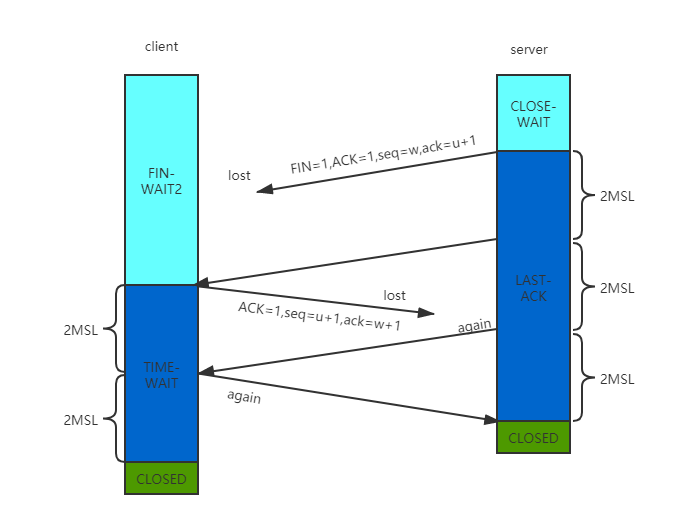 client
server
CLOSE-
WAIT
FIN=1,ACK=1,seq=w,ack=u+1
lost
FIN-
WAIT2
2MSL
LAST-
ACK
2MSL
lost
ACK=1,seq=u+1,ack=w+1
again
2MSL
TIME-
WAIT
2MSL
again
2MSL
CLOSED
CLOSED